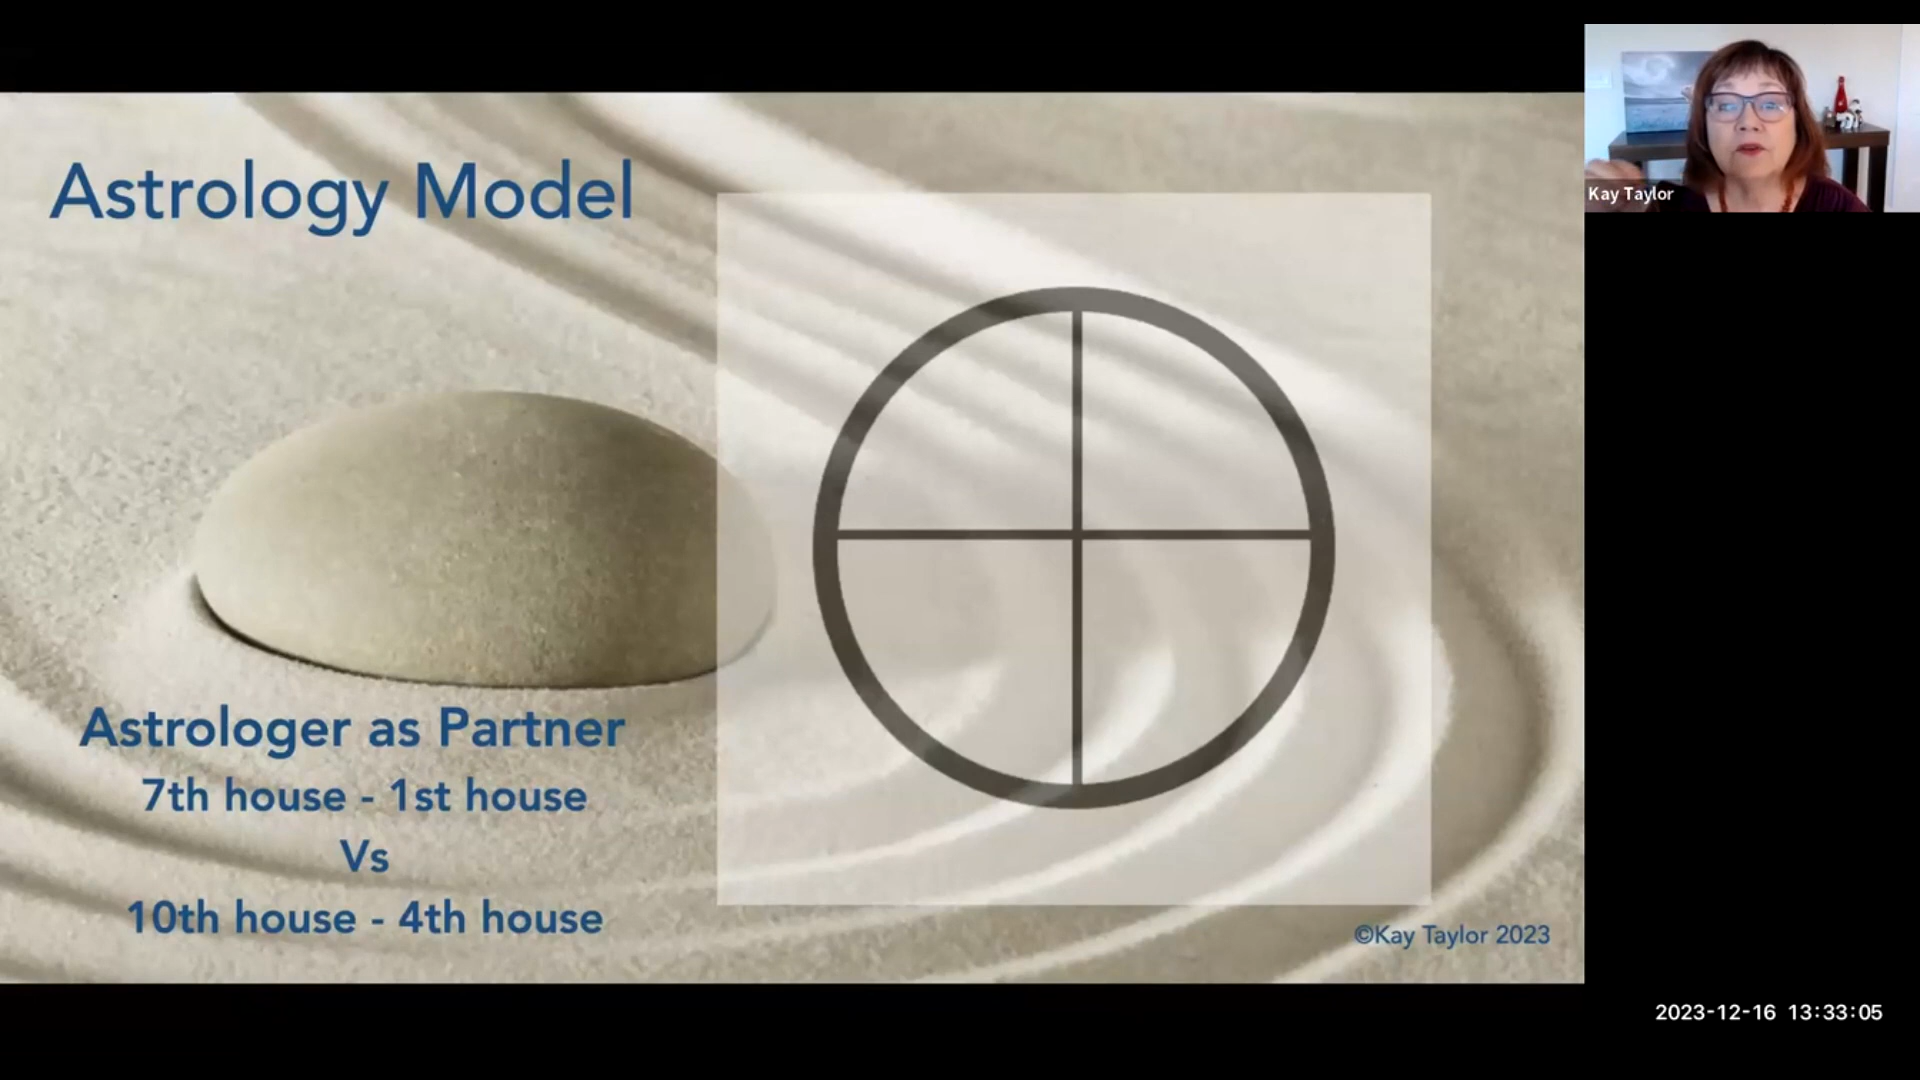 Astrology Model
Kay Taylor
Astrologer as Partner
7th house - 1st house
Vs
10th house - 4th house
©Kay Taylor 2023
2023-12-16 13:33:05